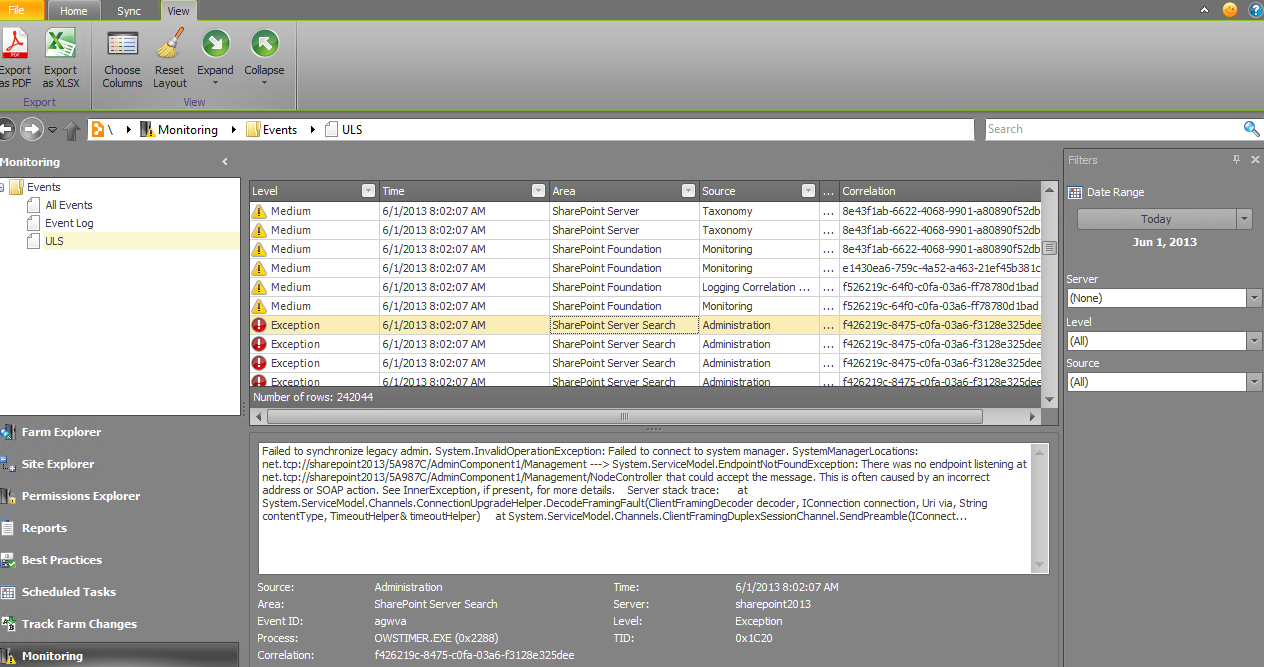 File Home Sync View
Export as PDF
Export as XLSX
Choose Columns
Reset Layout
Expand
Collapse
Export
View
\ Monitoring Events ULS
Search
Monitoring
Events
All Events
Event Log
ULS
Farm Explorer
Site Explorer
Permissions Explorer
Reports
Best Practices
Scheduled Tasks
Track Farm Changes
Monitoring
Level Time Area Source ... Correlation
Medium 6/1/2013 8:02:07 AM SharePoint Server Taxonomy ... 8e43f1ab-6622-4068-9901-a80890f52db
Medium 6/1/2013 8:02:07 AM SharePoint Server Taxonomy ... 8e43f1ab-6622-4068-9901-a80890f52db
Medium 6/1/2013 8:02:07 AM SharePoint Foundation Monitoring ... 8e43f1ab-6622-4068-9901-a80890f52db
Medium 6/1/2013 8:02:07 AM SharePoint Foundation Monitoring ... e1430ea6-759c-4a52-a463-21ef45b381c
Medium 6/1/2013 8:02:07 AM SharePoint Foundation Logging Correlation ... ... f526219c-64f0-c0fa-03a6-ff78780d1bad
Medium 6/1/2013 8:02:07 AM SharePoint Foundation Monitoring ... f526219c-64f0-c0fa-03a6-ff78780d1bad
Exception 6/1/2013 8:02:07 AM SharePoint Server Search Administration ... f426219c-8475-c0fa-03a6-f3128e325dee
Exception 6/1/2013 8:02:07 AM SharePoint Server Search Administration ... f426219c-8475-c0fa-03a6-f3128e325dee
Exception 6/1/2013 8:02:07 AM SharePoint Server Search Administration ... f426219c-8475-c0fa-03a6-f3128e325dee
Exception 6/1/2013 8:02:07 AM SharePoint Server Search Administration ... f426219c-8475-c0fa-03a6-f3128e325dee
Number of rows: 242044
Failed to synchronize legacy admin. System.InvalidOperationException: Failed to connect to system manager. SystemManagerLocations:
net.tcp://sharepoint2013/5A987C/AdminComponent1/Management ---> System.ServiceModel.EndpointNotFoundException: There was no endpoint listening at
net.tcp://sharepoint2013/5A987C/AdminComponent1/Management/NodeController that could accept the message. This is often caused by an incorrect
address or SOAP action. See InnerException, if present, for more details. Server stack trace: at
System.ServiceModel.Channels.ConnectionUpgradeHelper.DecodeFramingFault(ClientFramingDecoder decoder, IConnection connection, Uri via, String
contentType, TimeoutHelper& timeoutHelper) at System.ServiceModel.Channels.ClientFramingDuplexSessionChannel.SendPreamble(IConnect...
Source: Administration Time: 6/1/2013 8:02:07 AM
Area: SharePoint Server Search Server: sharepoint2013
Event ID: agwva Level: Exception
Process: OWSTIMER.EXE (0x2288) TID: 0x1C20
Correlation: f426219c-8475-c0fa-03a6-f3128e325dee
Filters
Date Range
Today
Jun 1, 2013
Server
(None)
Level
(All)
Source
(All)